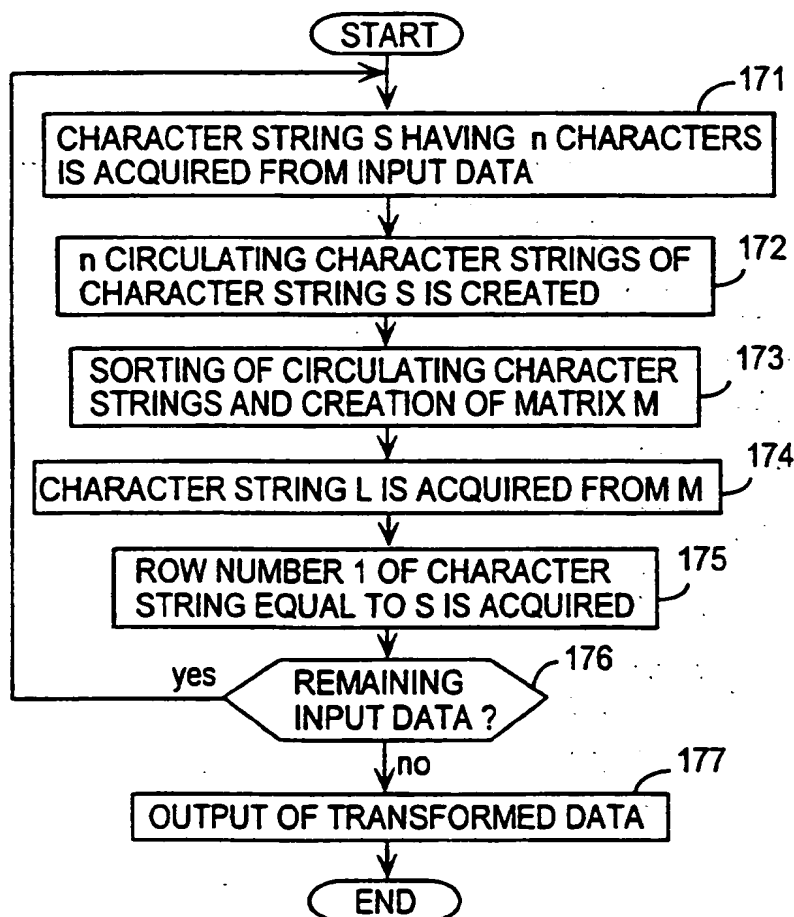 START
171
CHARACTER STRING S HAVING n CHARACTERS
IS ACQUIRED FROM INPUT DATA
172
n CIRCULATING CHARACTER STRINGS OF
CHARACTER STRING S IS CREATED
173
SORTING OF CIRCULATING CHARACTER
STRINGS AND CREATION OF MATRIX M
174
CHARACTER STRING L IS ACQUIRED FROM M
175
ROW NUMBER 1 OF CHARACTER
STRING EQUAL TO S IS ACQUIRED
176
yes
REMAINING
INPUT DATA ?
no
177
OUTPUT OF TRANSFORMED DATA
END